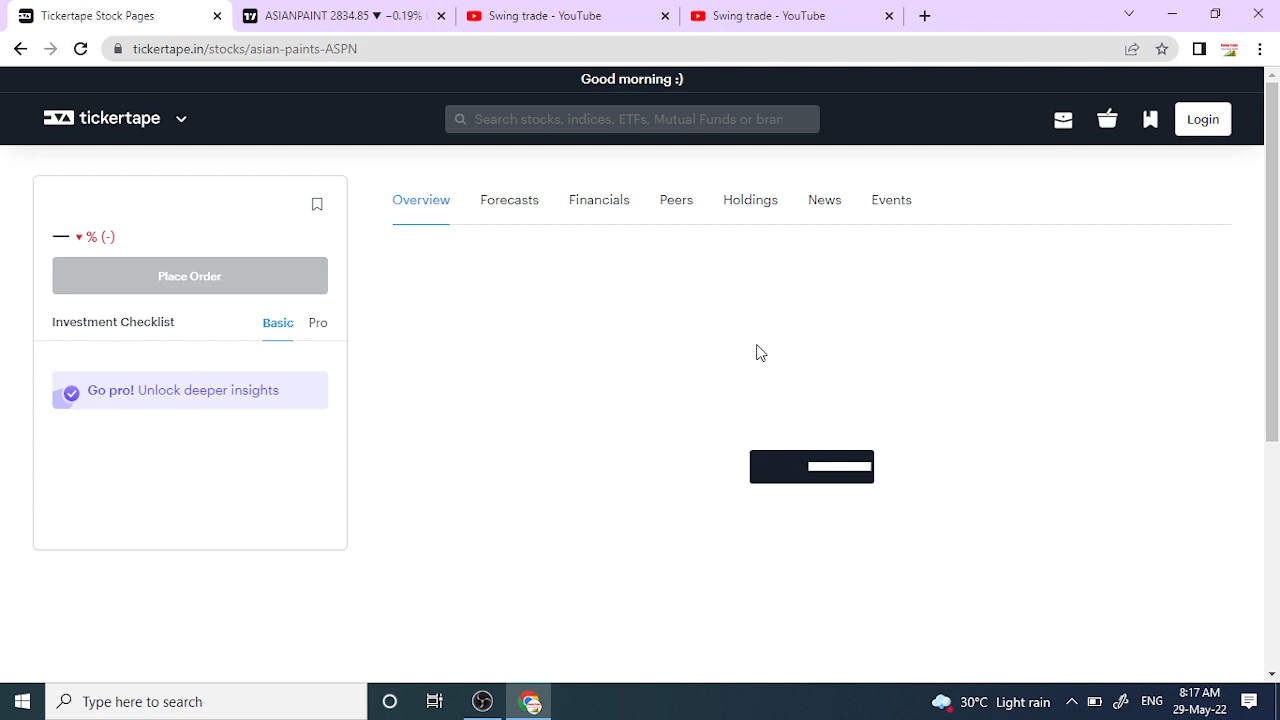 Tickertape Stock Pages
ASIANPAINT 2834.85 ▼ −0.19%
Swing trade - YouTube
Swing trade - YouTube
tickertape.in/stocks/asian-paints-ASPN
Good morning :)
tickertape
Search stocks, indices, ETFs, Mutual Funds or bran
Login
Overview Forecasts Financials Peers Holdings News Events
— ▼ % (-)
Place Order
Investment Checklist Basic Pro
Go pro! Unlock deeper insights
Type here to search
30°C Light rain
ENG
8:17 AM
29-May-22